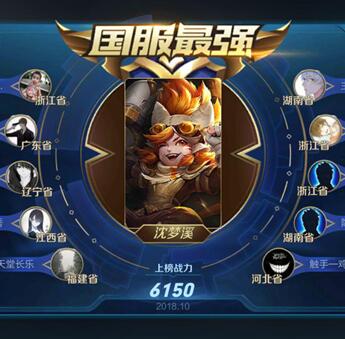 国服最强
浙江省
湖南省
广东省
浙江省
辽宁省
浙江省
沈梦溪
江西省
湖南省
天堂长乐
福建省
上榜战力
河北省
触手一
6150
2018.10